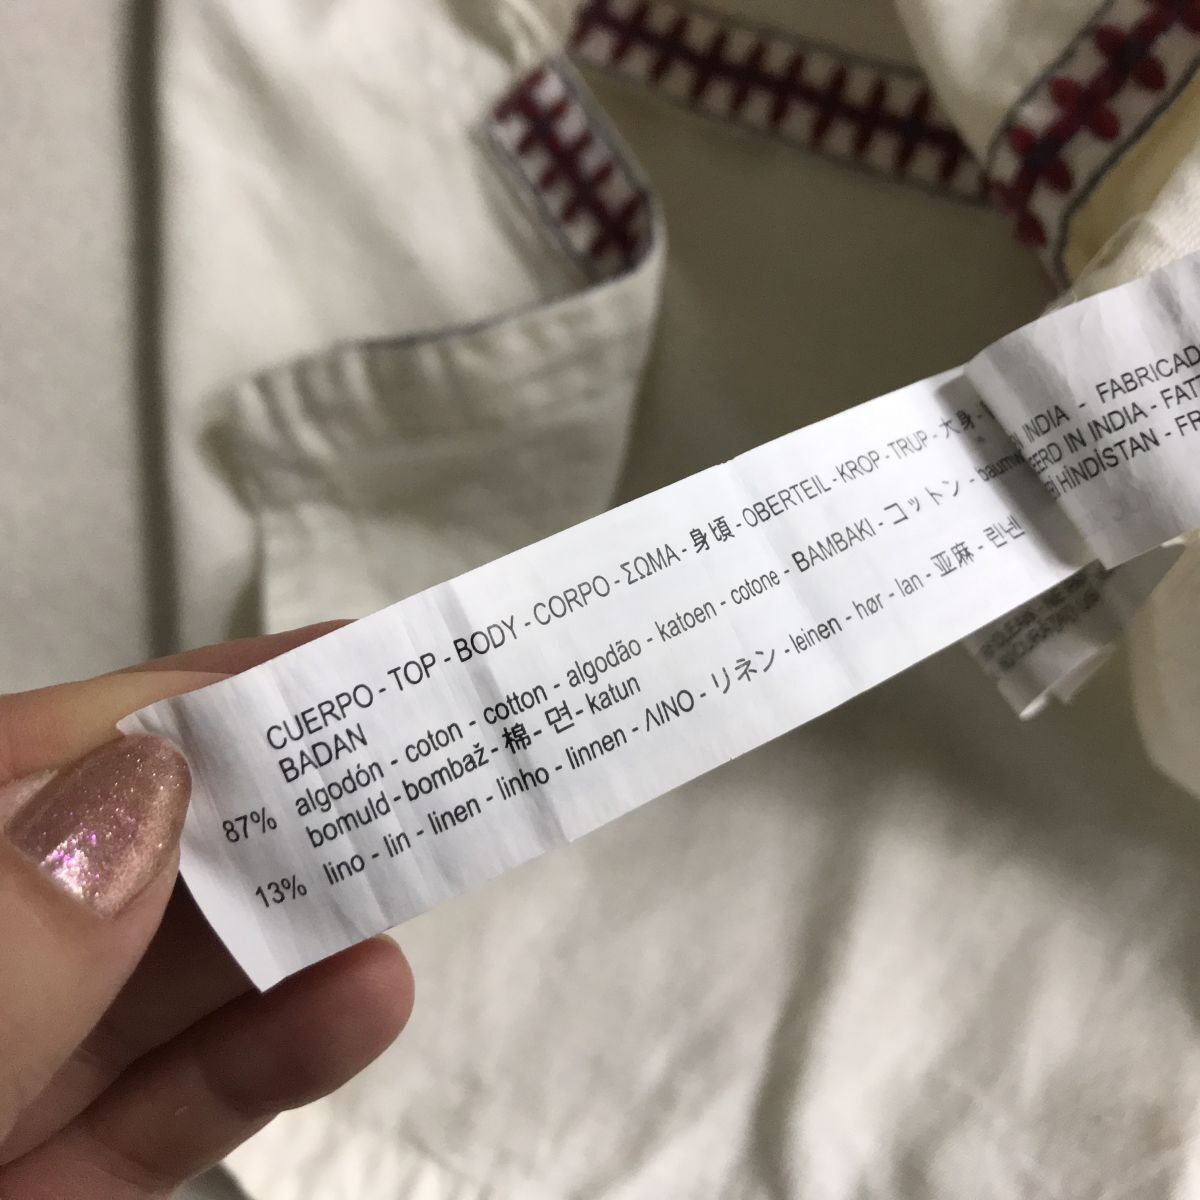 CUERPO - TOP - BODY - CORPO - ΣΩΜΑ - 身頃 - OBERTEIL - KROP - TRUP - 大身 -
BADAN
87% algodón - coton - cotton - algodão - katoen - cotone - BAMBAKI - コットン -
bomuld - bombaž - 棉 - 면 - katun
13% lino - lin - linen - linho - linnen - ΛΙΝΟ - リネン - leinen - hør - lan - 亚麻 - 린넨
INDIA - FABRICAD
IN INDIA - FATT
HİNDİSTAN - FR